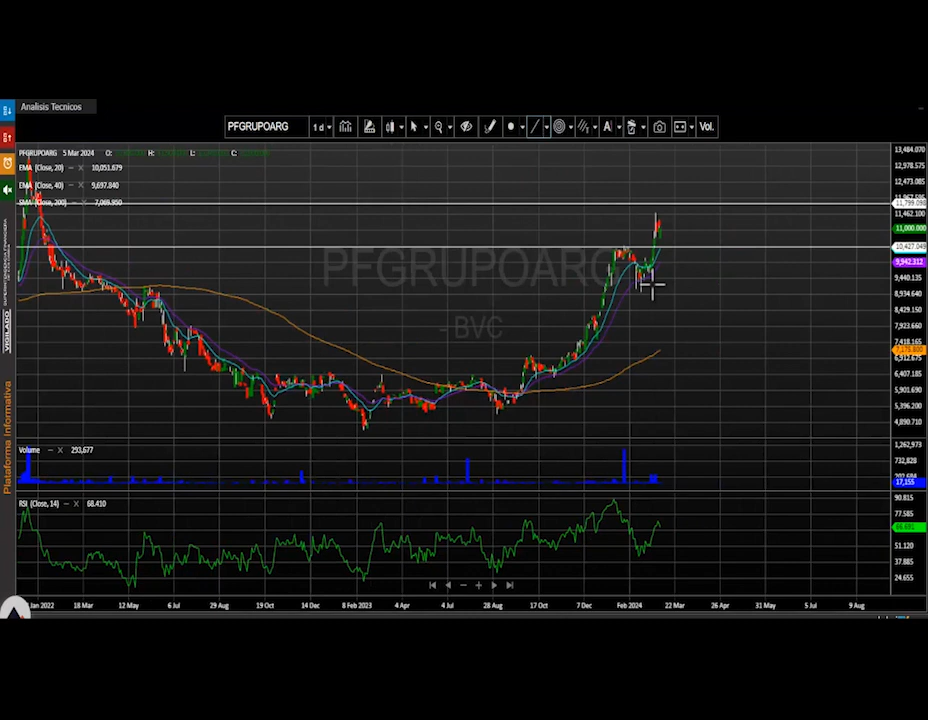 Analisis Tecnicos
PFGRUPOARG 1 d Vol.
PFGRUPOARG 5 Mar 2024 O: H: L: C:
EMA (Close, 20) 10,051.679
EMA (Close, 40) 9,697.840
SMA (Close, 200) 7,069.950
PFGRUPOARG
- BVC
13,484.070
12,978.575
12,473.085
11,799.098
11,462.100
11,000.000
10,427.049
9,942.312
9,440.135
8,934.640
8,429.150
7,923.660
7,418.165
6,912.675
6,407.185
5,901.690
5,396.200
4,890.710
Volume 293,677
1,262,973
732,828
17,155
RSI (Close, 14) 68.410
90.815
77.585
66.691
51.120
37.885
24.655
Jan 2022 18 Mar 12 May 6 Jul 29 Aug 19 Oct 14 Dec 8 Feb 2023 4 Apr 4 Jul 28 Aug 17 Oct 7 Dec Feb 2024 22 Mar 26 Apr 31 May 5 Jul 9 Aug
VIGILADO
Plataforma Informativa